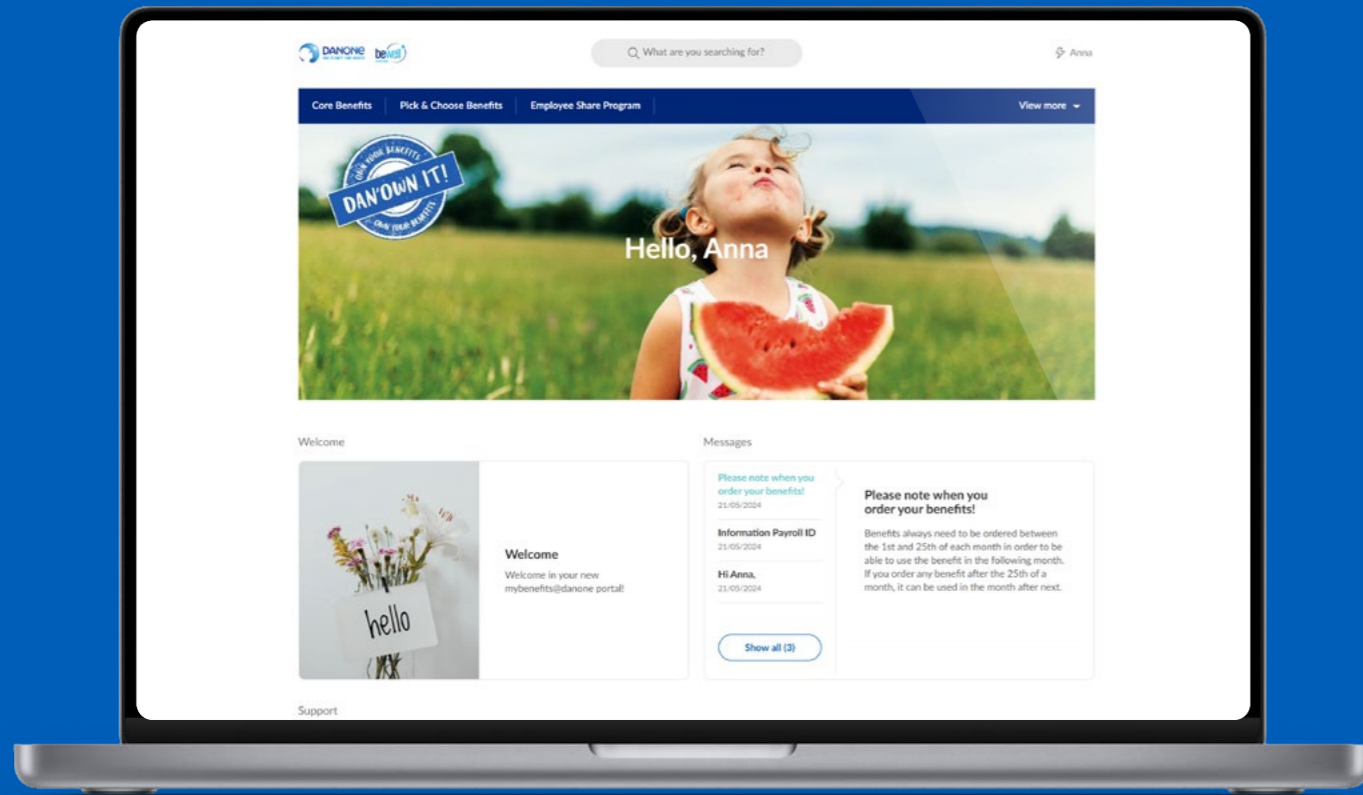 DANONE
bewell
What are you searching for?
Anna
Core Benefits
Pick & Choose Benefits
Employee Share Program
View more
OWN YOUR BENEFITS
DAN'OWN IT!
OWN YOUR BENEFITS
Hello, Anna
Welcome
hello
Welcome
Welcome in your new
mybenefits@danone portal!
Messages
Please note when you
order your benefits!
21/05/2024
Information Payroll ID
21/05/2024
Hi Anna,
21/05/2024
Show all (3)
Please note when you
order your benefits!
Benefits always need to be ordered between
the 1st and 25th of each month in order to be
able to use the benefit in the following month.
If you order any benefit after the 25th of a
month, it can be used in the month after next.
Support